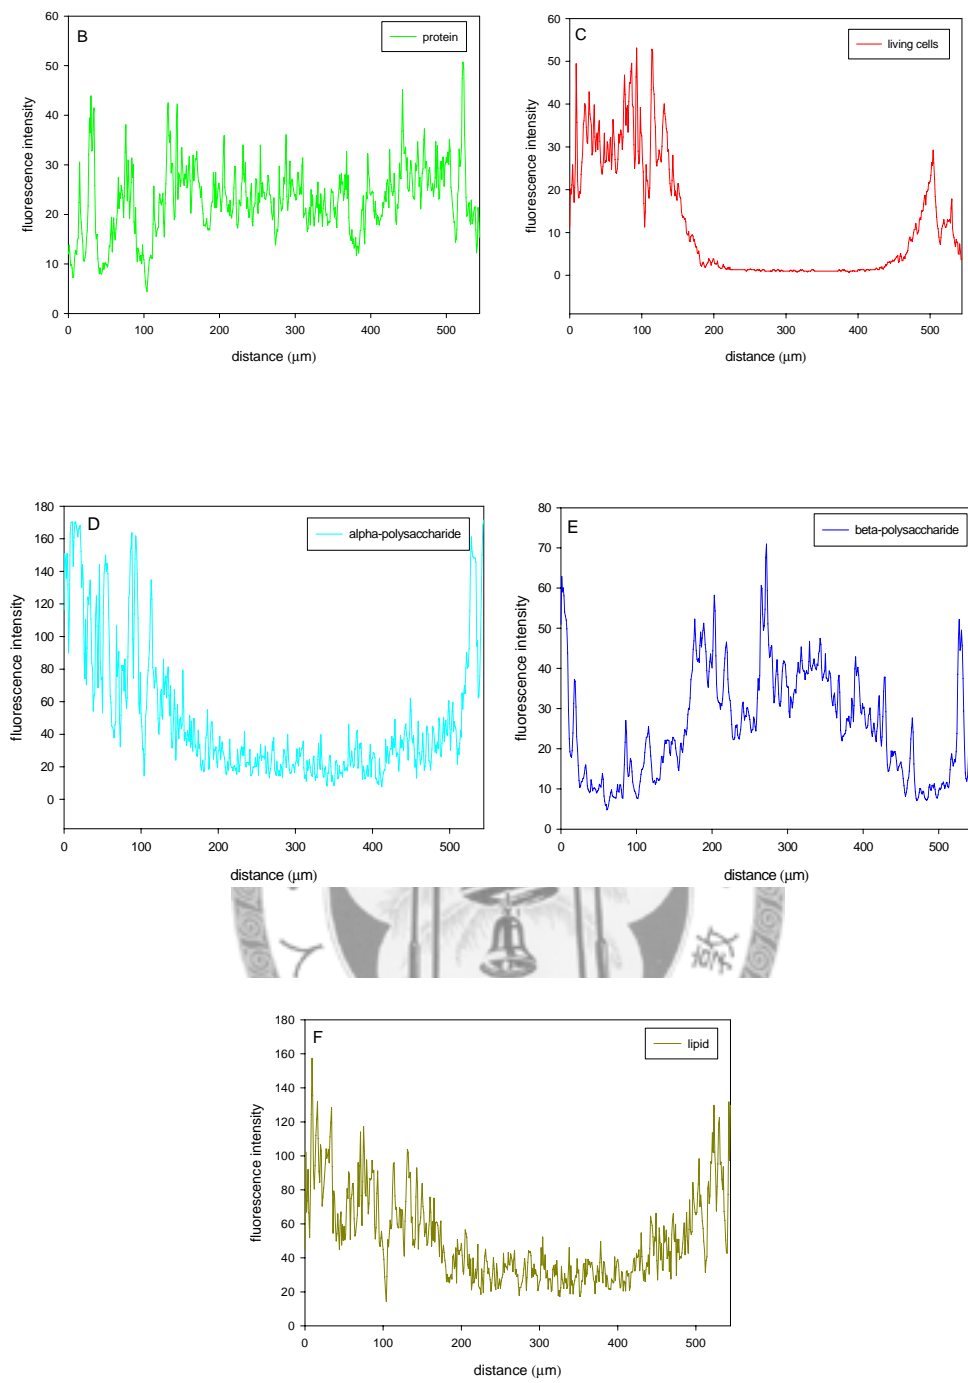 B
protein
fluorescence intensity
60
50
40
30
20
10
0
0 100 200 300 400 500
distance (μm)
C
living cells
fluorescence intensity
60
50
40
30
20
10
0
0 100 200 300 400 500
distance (μm)
D
alpha-polysaccharide
fluorescence intensity
180
160
140
120
100
80
60
40
20
0
0 100 200 300 400 500
distance (μm)
E
beta-polysaccharide
fluorescence intensity
80
70
60
50
40
30
20
10
0
0 100 200 300 400 500
distance (μm)
F
lipid
fluorescence intensity
180
160
140
120
100
80
60
40
20
0
0 100 200 300 400 500
distance (μm)